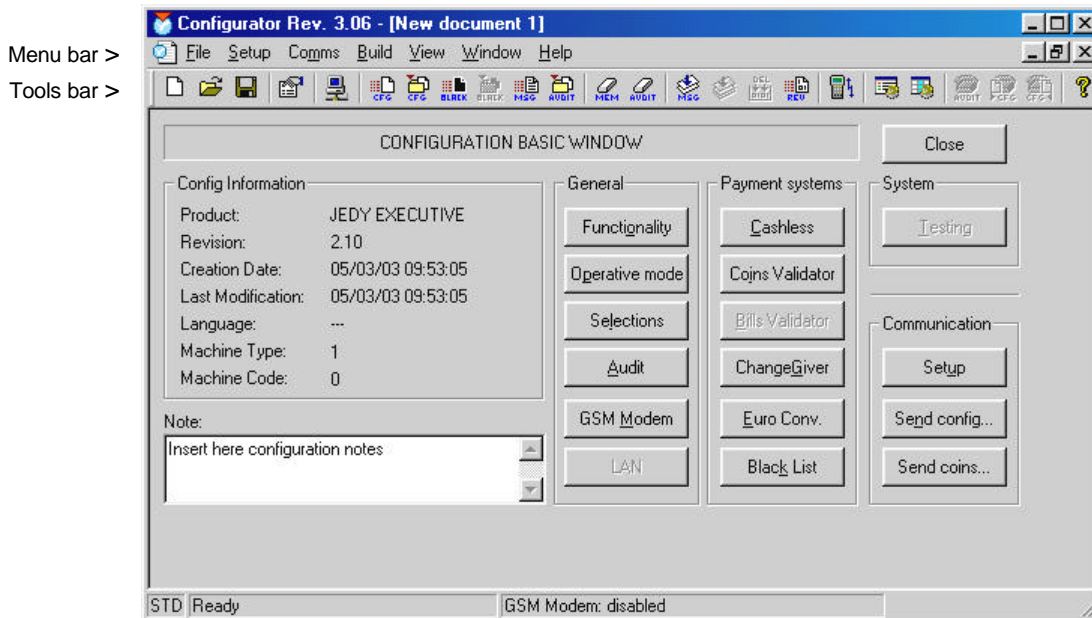 Configurator Rev. 3.06 - [New document 1]
Menu bar >
File Setup Comms Build View Window Help
Tools bar >
CFG CFG BLACK BLACK MSG AUDIT MEM AUDIT MSG DEL REV AUDIT CFG
CONFIGURATION BASIC WINDOW
Close
Config Information
Product: JEDY EXECUTIVE
Revision: 2.10
Creation Date: 05/03/03 09:53:05
Last Modification: 05/03/03 09:53:05
Language: ---
Machine Type: 1
Machine Code: 0
Note:
Insert here configuration notes
General
Functionality
Operative mode
Selections
Audit
GSM Modem
LAN
Payment systems
Cashless
Coins Validator
Bills Validator
ChangeGiver
Euro Conv.
Black List
System
Testing
Communication
Setup
Send config...
Send coins...
STD Ready GSM Modem: disabled